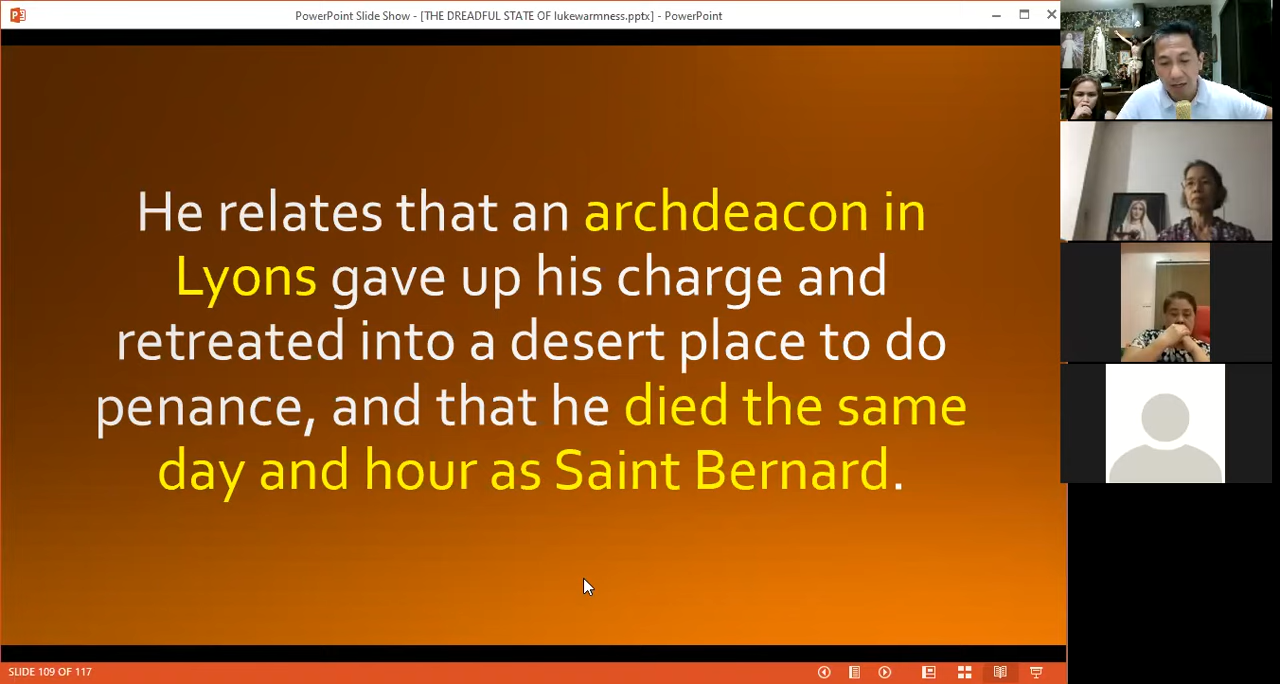 PowerPoint Slide Show - [THE DREADFUL STATE OF lukewarmness.pptx] - PowerPoint
He relates that an archdeacon in
Lyons gave up his charge and
retreated into a desert place to do
penance, and that he died the same
day and hour as Saint Bernard.
SLIDE 109 OF 117